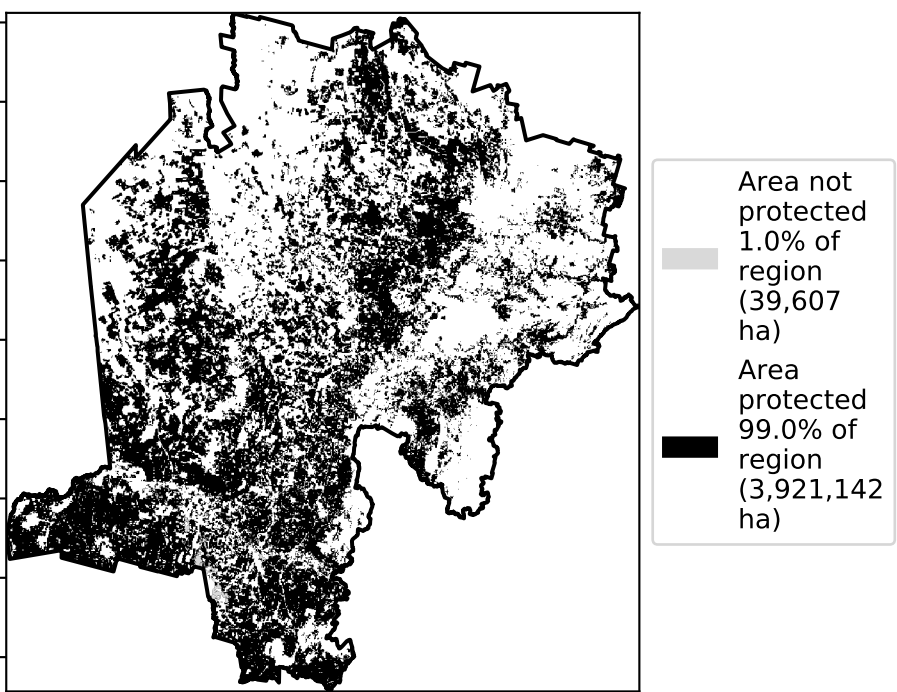 Area not
protected
1.0% of
region
(39,607
ha)
Area
protected
99.0% of
region
(3,921,142
ha)